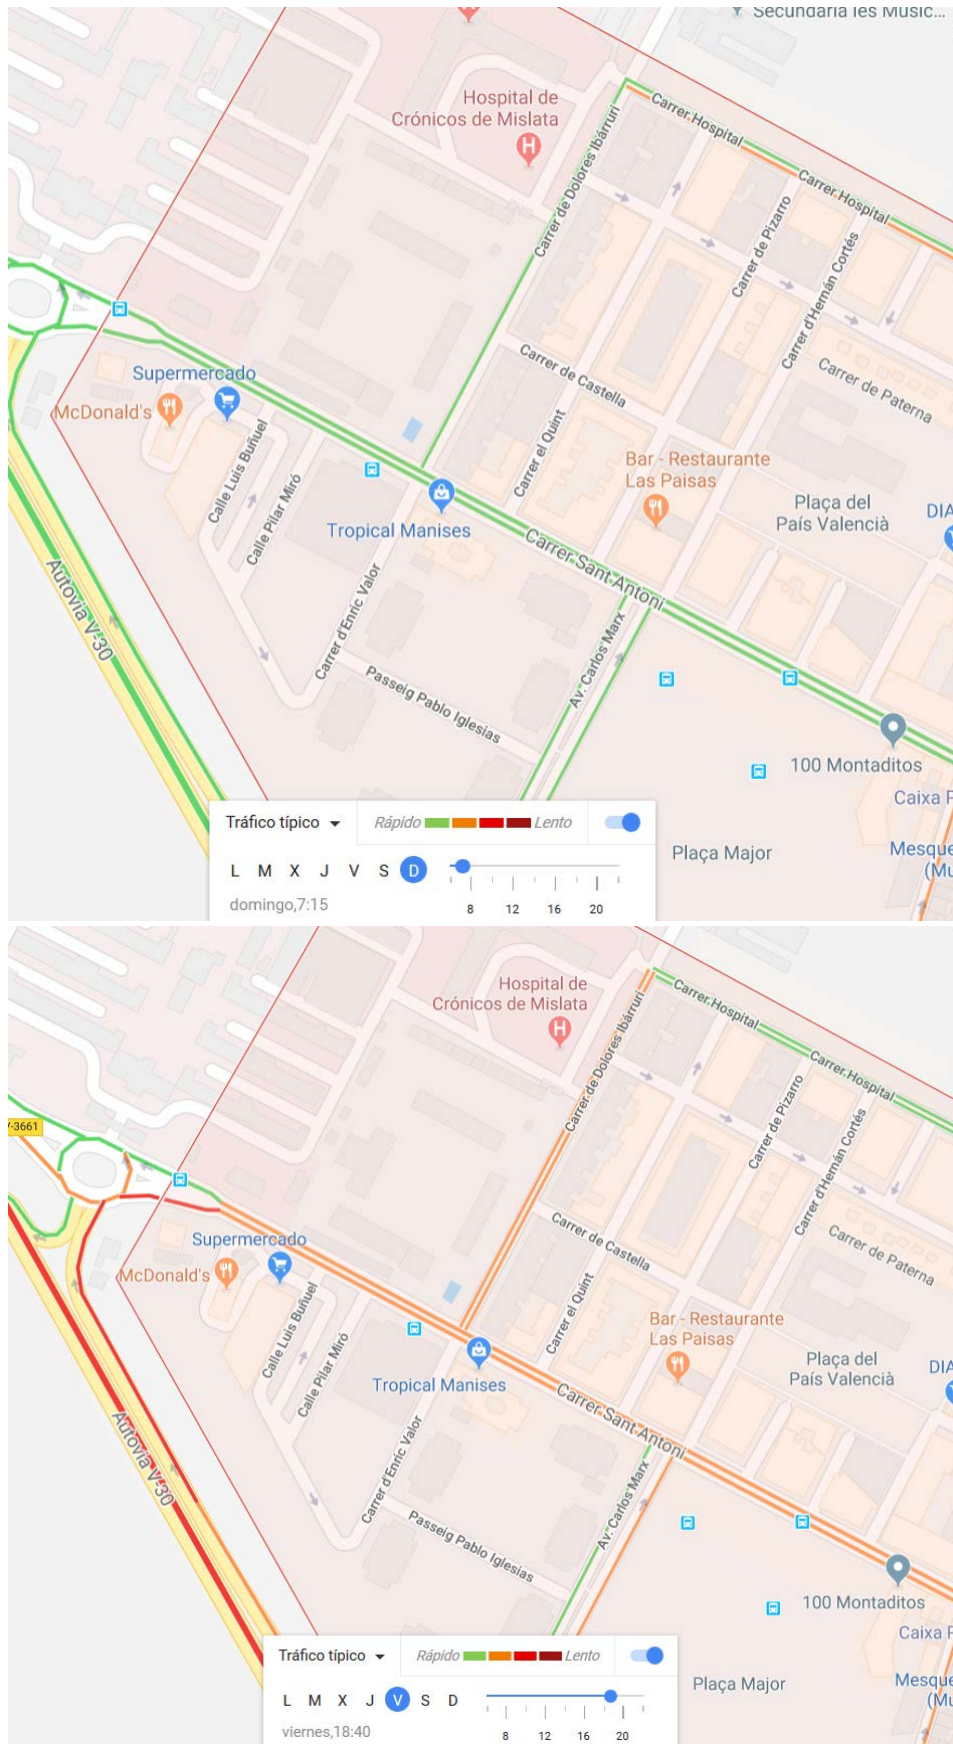 Secundaria Ies Music...
Hospital de
Crónicos de Mislata
H
Carrer Hospital
Carrer Hospital
Carrer de Dolores Ibárruri
Carrer de Pizarro
Carrer d'Hernán Cortés
Supermercado
McDonald's
Carrer de Castella
Carrer de Paterna
Calle Luis Buñuel
Calle Pilar Miró
Carrer el Quint
Bar - Restaurante
Las Paisas
Plaça del
País Valencià
DIA
Tropical Manises
Carrer Sant Antoni
Autovia V-30
Carrer d'Enric Valor
Av. Carlos Marx
Passeig Pablo Iglesias
100 Montaditos
Caixa P
Plaça Major
Mesque
(Mu
Tráfico típico
Rápido
Lento
L M X J V S D
8 12 16 20
domingo,7:15
Hospital de
Crónicos de Mislata
H
Carrer Hospital
Carrer Hospital
Carrer de Dolores Ibárruri
Carrer de Pizarro
Carrer d'Hernán Cortés
-3661
Supermercado
McDonald's
Carrer de Castella
Carrer de Paterna
Calle Luis Buñuel
Calle Pilar Miró
Carrer el Quint
Bar - Restaurante
Las Paisas
Plaça del
País Valencià
DIA
Tropical Manises
Carrer Sant Antoni
Autovia V-30
Carrer d'Enric Valor
Av. Carlos Marx
Passeig Pablo Iglesias
100 Montaditos
Caixa F
Plaça Major
Mesque
(Mu
Tráfico típico
Rápido
Lento
L M X J V S D
8 12 16 20
viernes,18:40